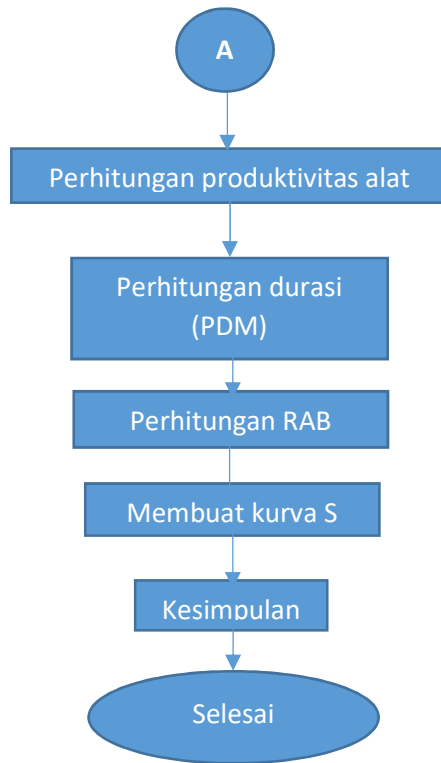 A
Perhitungan produktivitas alat
Perhitungan durasi
(PDM)
Perhitungan RAB
Membuat kurva S
Kesimpulan
Selesai